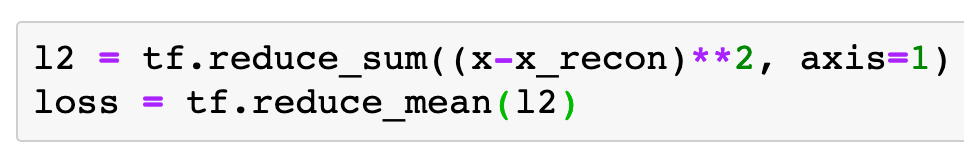 l2 = tf.reduce_sum((x-x_recon)**2, axis=1)
loss = tf.reduce_mean(l2)